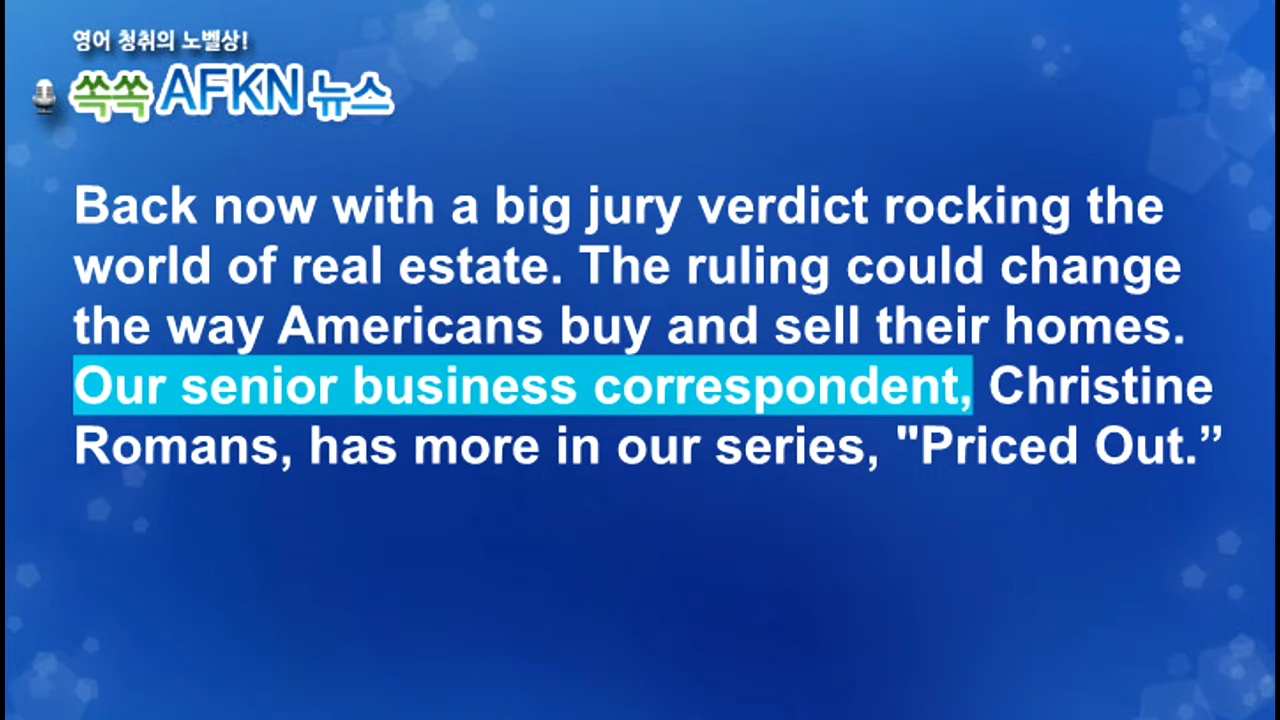 영어 청취의 노벨상!
쏙쏙 AFKN 뉴스
Back now with a big jury verdict rocking the
world of real estate. The ruling could change
the way Americans buy and sell their homes.
Our senior business correspondent, Christine
Romans, has more in our series, "Priced Out.”